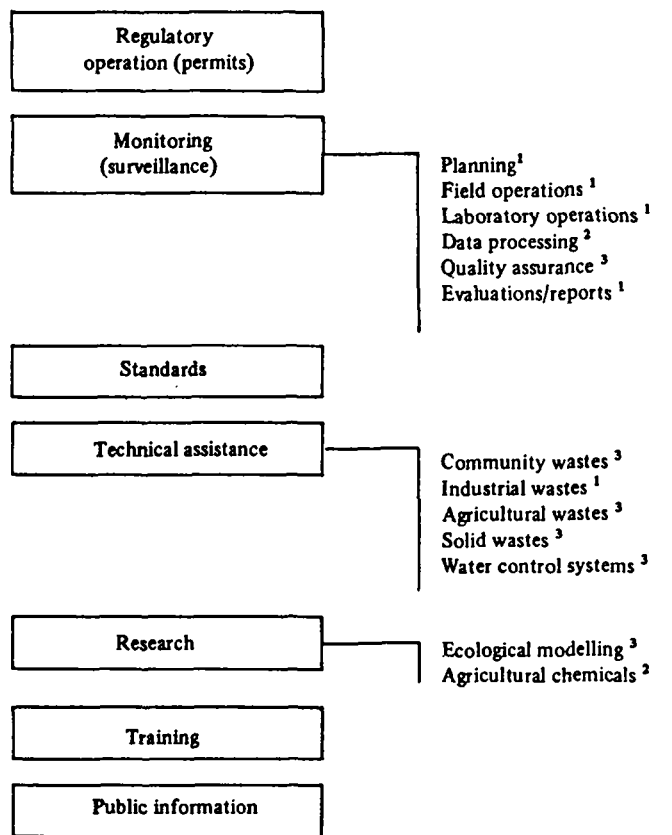 Regulatory
operation (permits)
Monitoring
(surveillance)
Planning¹
Field operations ¹
Laboratory operations ¹
Data processing ²
Quality assurance ³
Evaluations/reports ¹
Standards
Technical assistance
Community wastes ³
Industrial wastes ¹
Agricultural wastes ³
Solid wastes ³
Water control systems ³
Research
Ecological modelling ³
Agricultural chemicals ²
Training
Public information